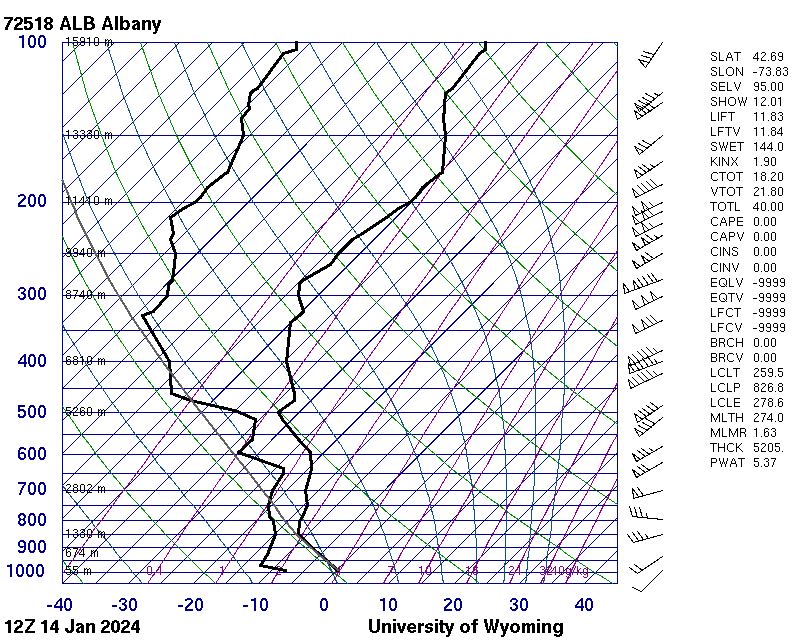 72518 ALB Albany
100
15910 m
13330 m
200
11410 m
9940 m
300
8740 m
400
6810 m
500
5260 m
600
700
2802 m
800
1330 m
900
674 m
1000
55 m
0.4
1
2
4
7
10
16
24
32
40g/kg
-40 -30 -20 -10 0 10 20 30 40
12Z 14 Jan 2024
University of Wyoming
SLAT 42.69
SLON -73.83
SELV 95.00
SHOW 12.01
LIFT 11.83
LFTV 11.84
SWET 144.0
KINX 1.90
CTOT 18.20
VTOT 21.80
TOTL 40.00
CAPE 0.00
CAPV 0.00
CINS 0.00
CINV 0.00
EQLV -9999
EQTV -9999
LFCT -9999
LFCV -9999
BRCH 0.00
BRCV 0.00
LCLT 259.5
LCLP 826.8
LCLE 278.6
MLTH 274.0
MLMR 1.63
THCK 5205.
PWAT 5.37